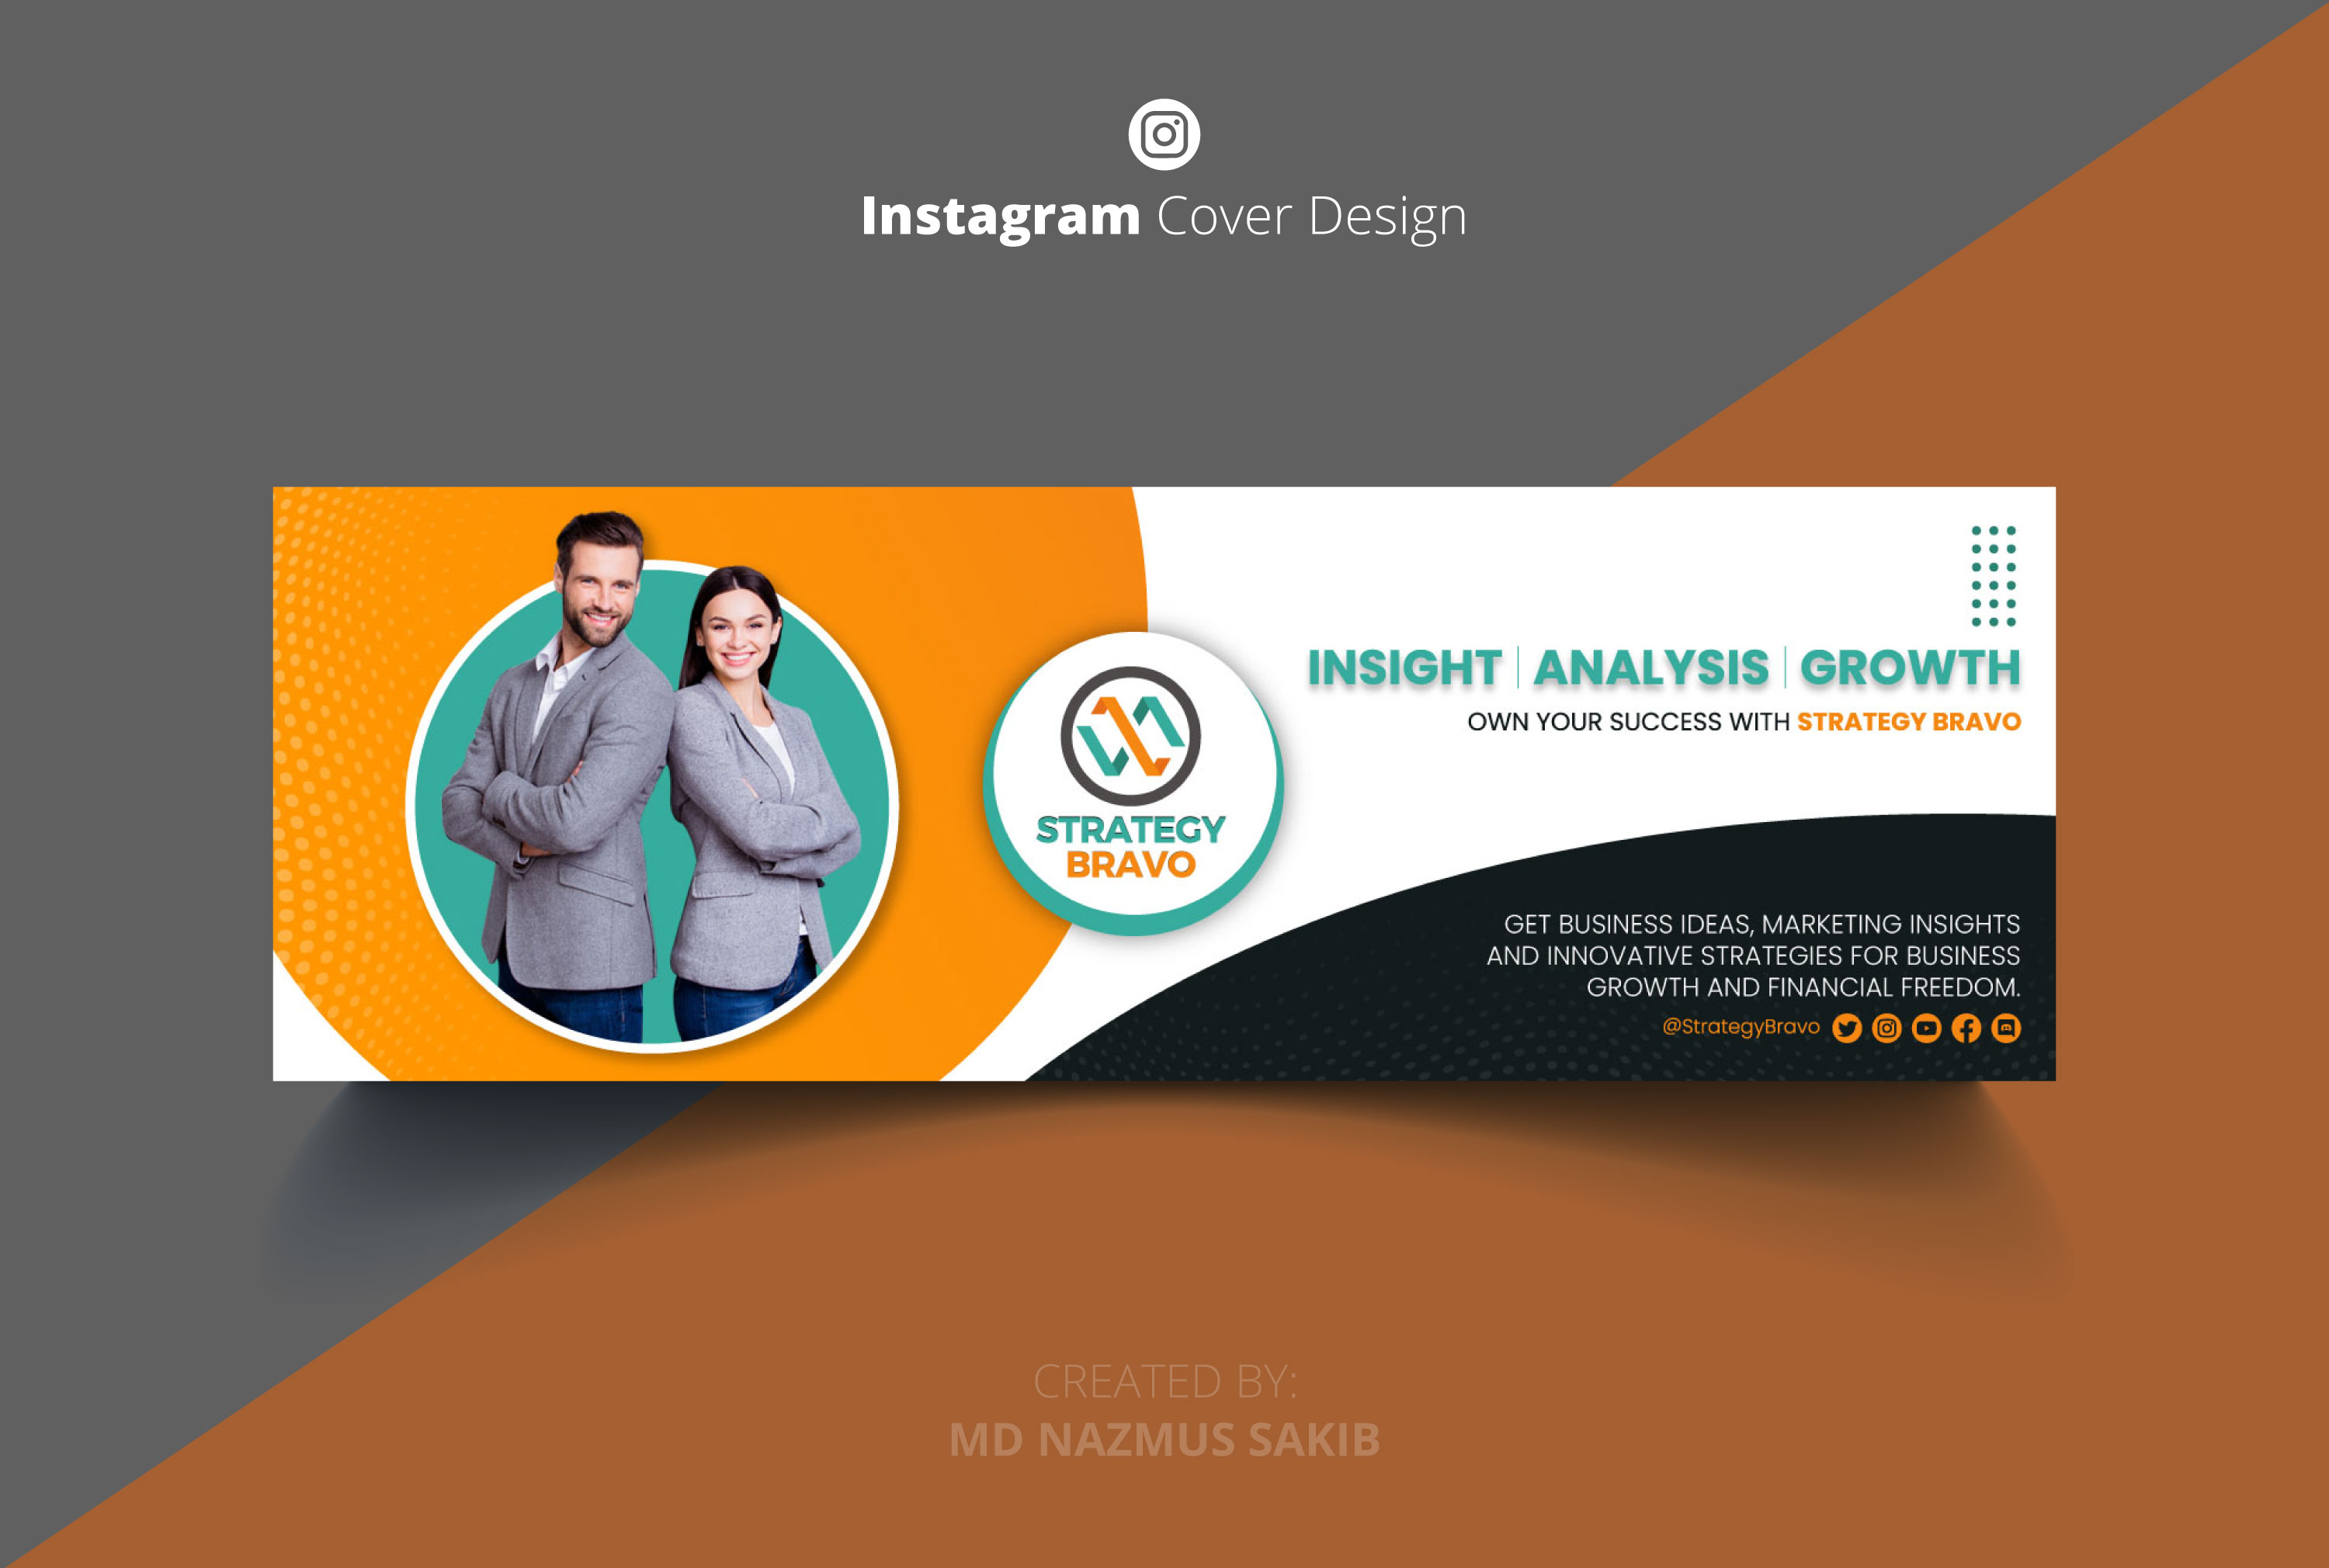 Instagram Cover Design
INSIGHT | ANALYSIS | GROWTH
OWN YOUR SUCCESS WITH STRATEGY BRAVO
STRATEGY
BRAVO
GET BUSINESS IDEAS, MARKETING INSIGHTS
AND INNOVATIVE STRATEGIES FOR BUSINESS
GROWTH AND FINANCIAL FREEDOM.
@StrategyBravo
CREATED BY:
MD NAZMUS SAKIB